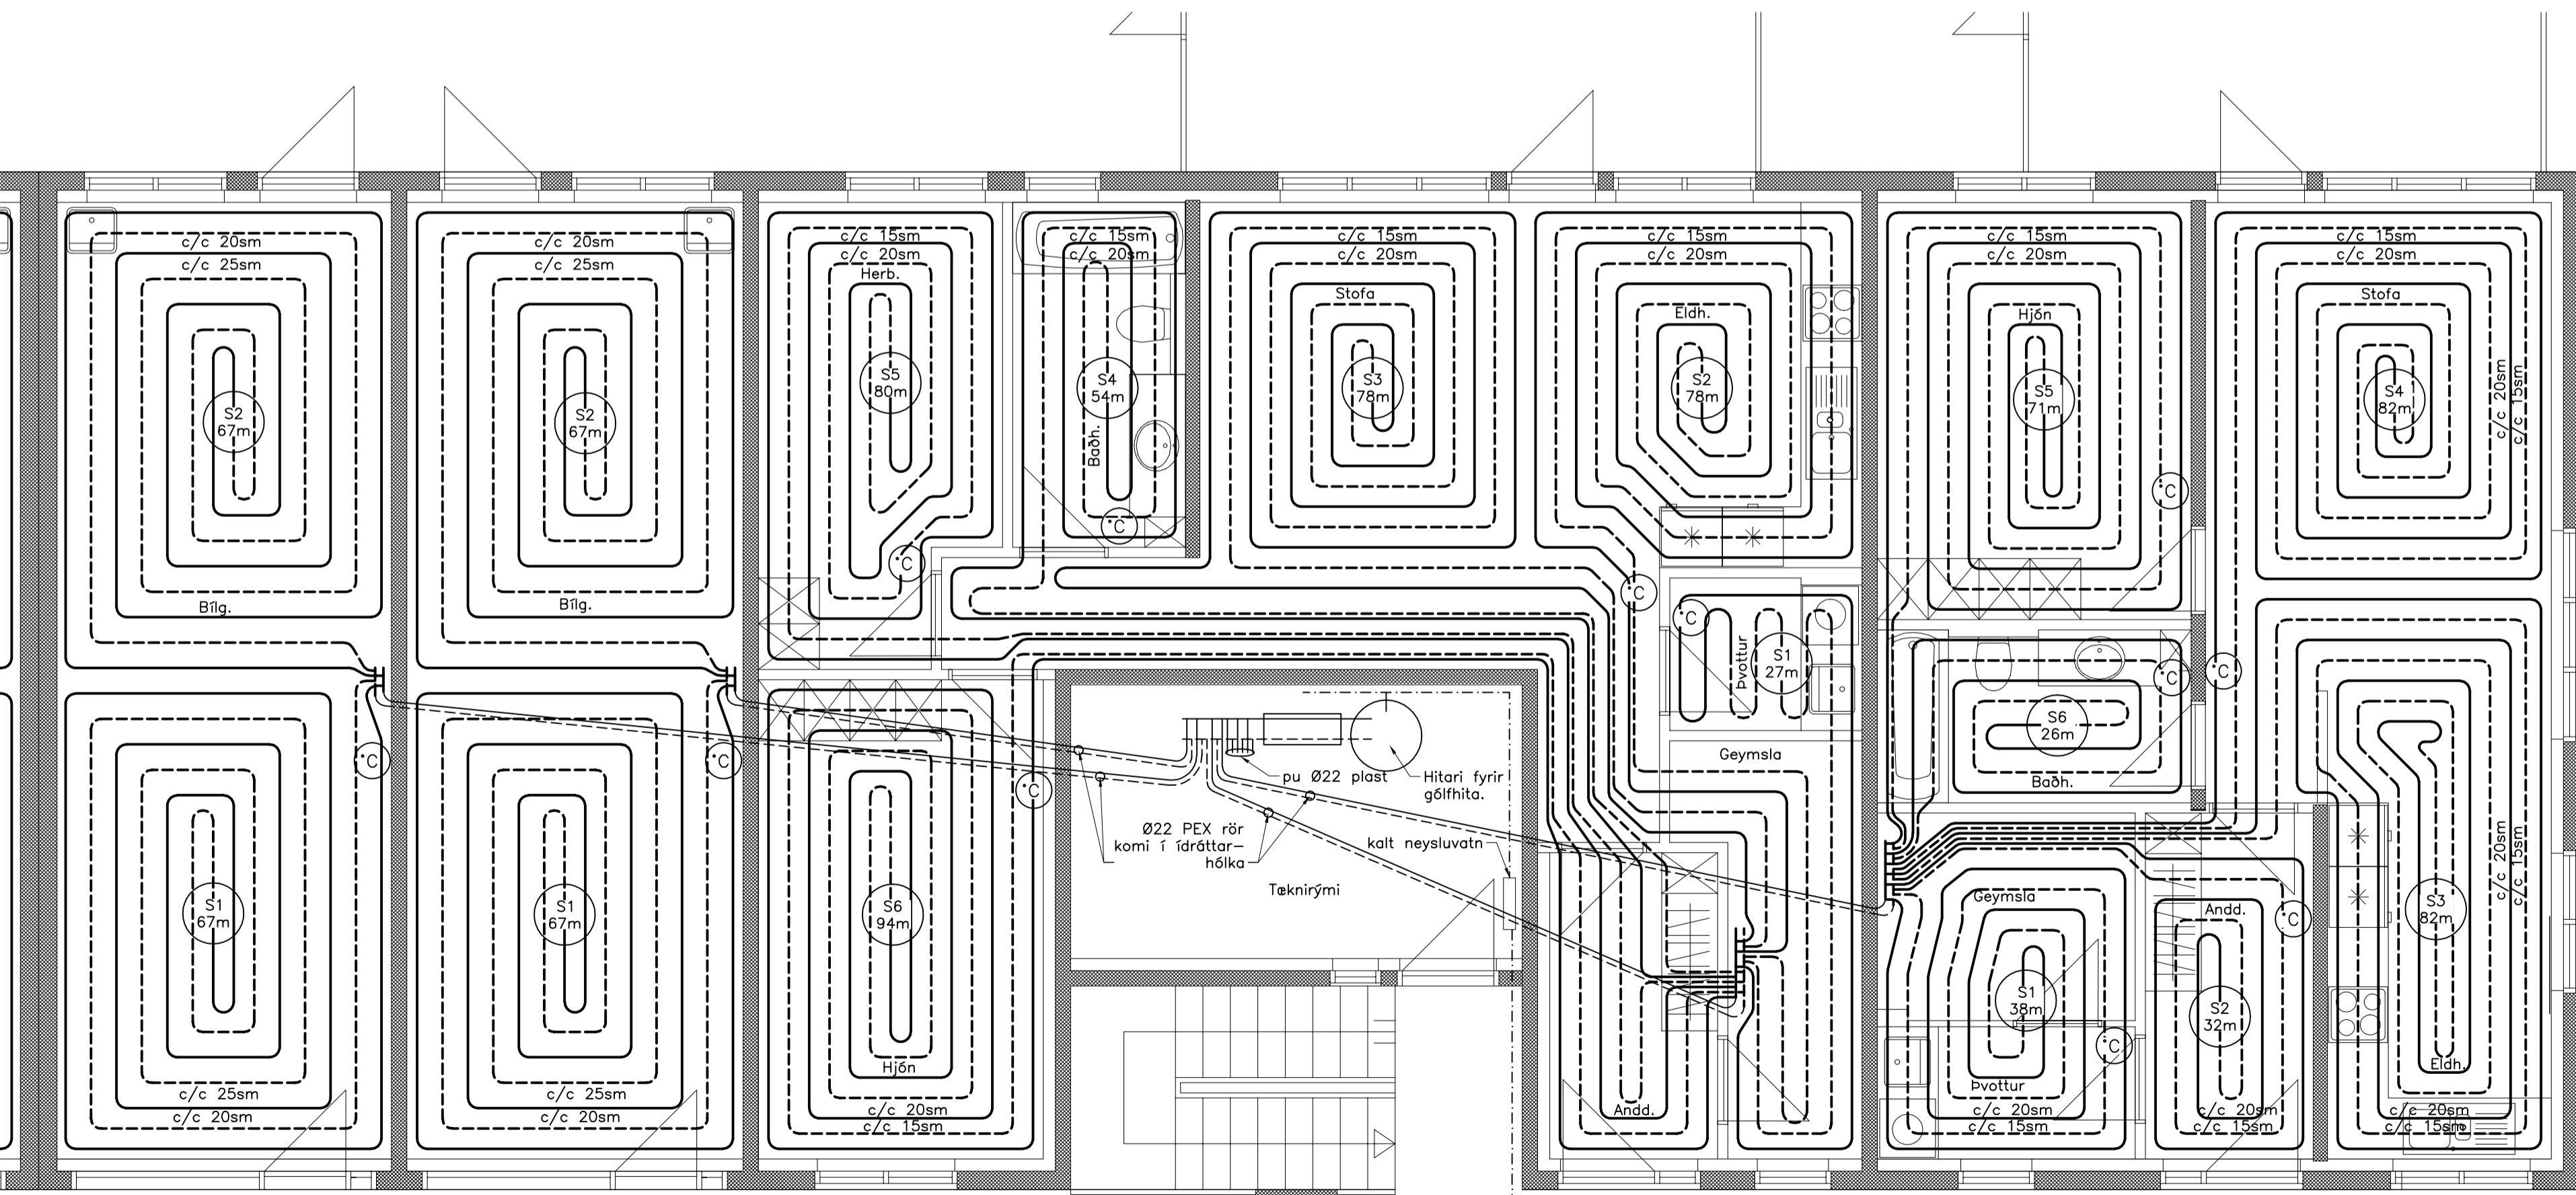 c/c 20sm
c/c 25sm
S2
67m
Bílg.
S1
67m
c/c 25sm
c/c 20sm
°C
c/c 20sm
c/c 25sm
S2
67m
Bílg.
S1
67m
c/c 25sm
c/c 20sm
°C
c/c 15sm
c/c 20sm
Herb.
S5
80m
°C
c/c 15sm
c/c 20sm
S4
54m
Baðh.
°C
c/c 15sm
c/c 20sm
Stofa
S3
78m
c/c 15sm
c/c 20sm
Eldh.
S2
78m
°C
°C
Þvottur
S1
27m
Geymsla
S6
94m
Hjón
c/c 20sm
c/c 15sm
°C
pu Ø22 plast
Hitari fyrir
gólfhita.
Ø22 PEX rör
komi í ídráttar–
hólka
kalt neysluvatn
Tæknirými
Andd.
c/c 15sm
c/c 20sm
Hjón
S5
71m
°C
c/c 15sm
c/c 20sm
Stofa
S4
82m
c/c 20sm
c/c 15sm
S6
26m
Baðh.
°C
°C
Geymsla
S1
38m
°C
Þvottur
c/c 20sm
c/c 15sm
Andd.
°C
S2
32m
c/c 20sm
c/c 15sm
S3
82m
c/c 20sm
c/c 15sm
Eldh.
c/c 20sm
c/c 15sm